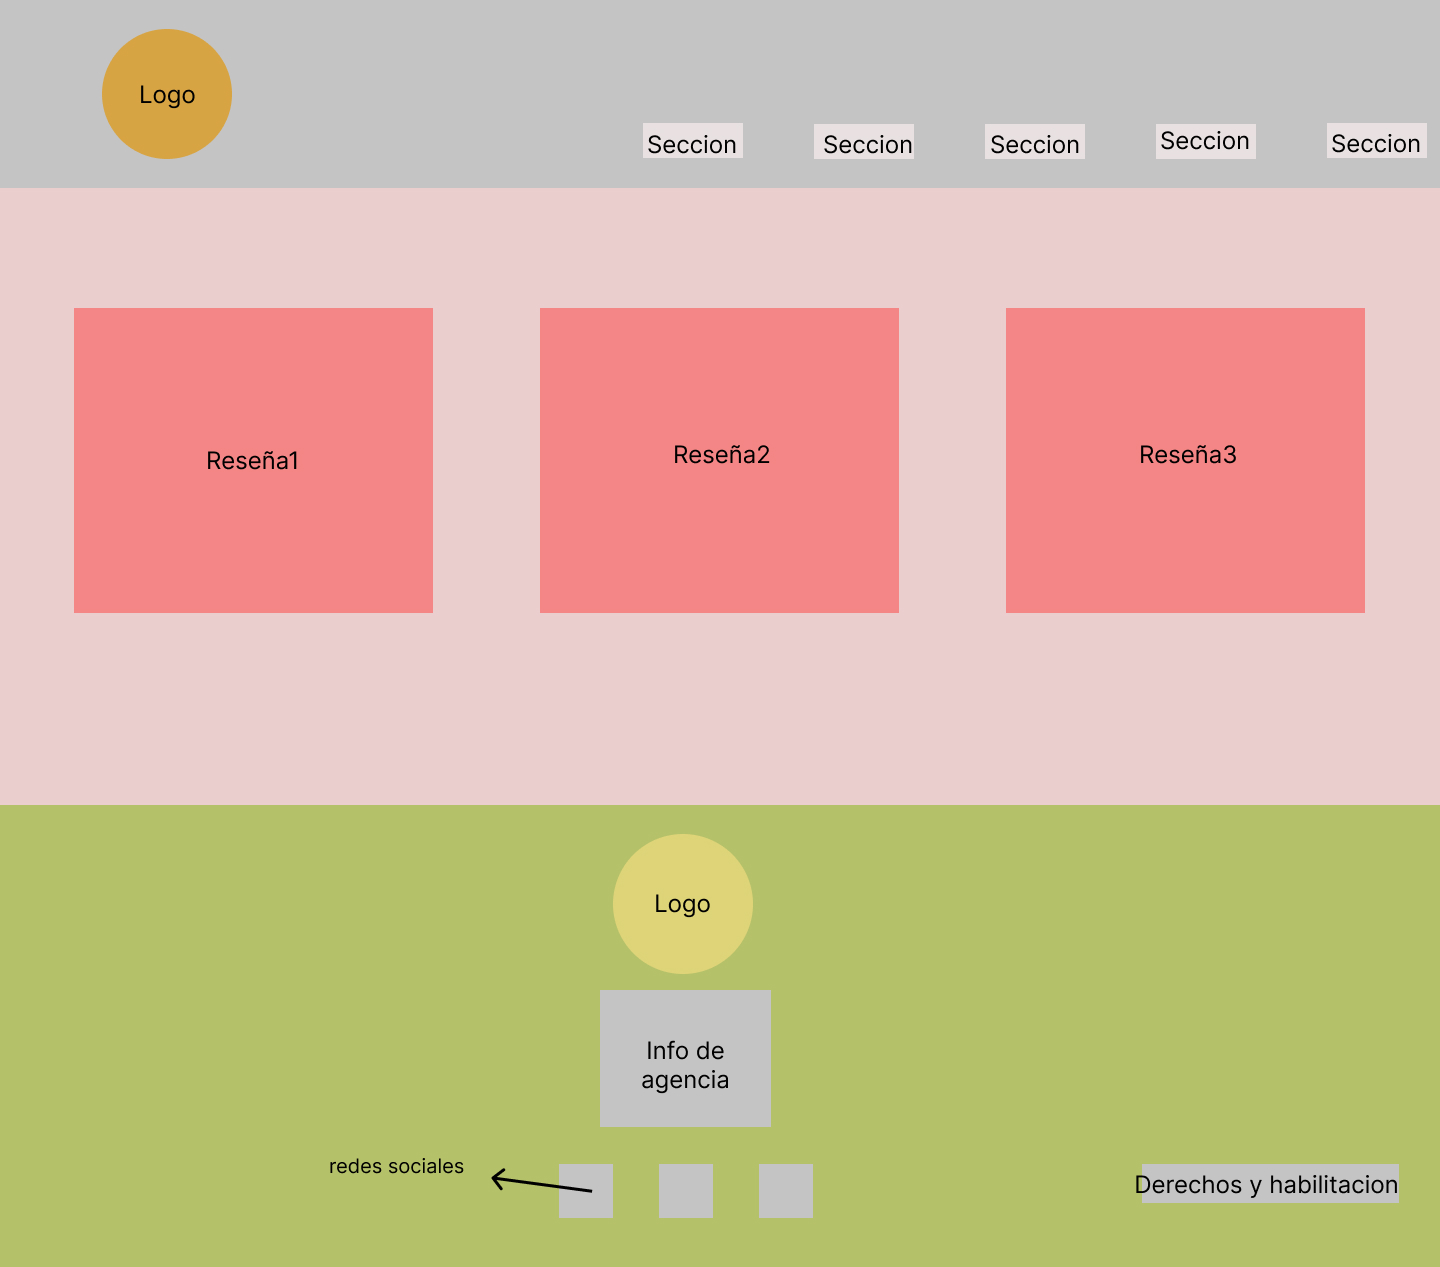 Logo
Seccion
Seccion
Seccion
Seccion
Seccion
Reseña1
Reseña2
Reseña3
Logo
Info de
agencia
redes sociales
Derechos y habilitacion